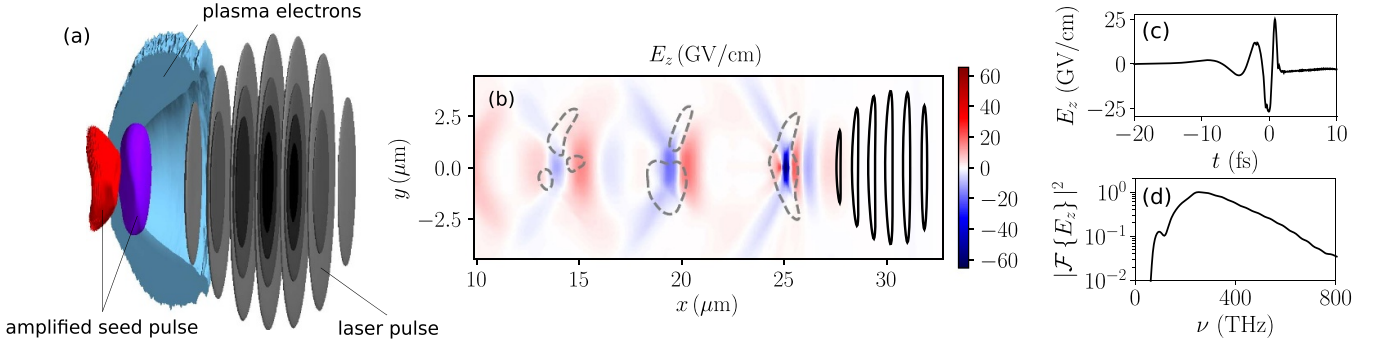 (a)
plasma electrons
amplified seed pulse
laser pulse
E_z (GV/cm)
(b)
2.5
0.0
−2.5
y (μm)
10 15 20 25 30
x (μm)
60
40
20
0
−20
−40
−60
(c)
E_z (GV/cm)
25
0
−25
−20 −10 0 10
t (fs)
(d)
|F{E_z}|²
10⁰
10⁻¹
10⁻²
0 400 800
ν (THz)